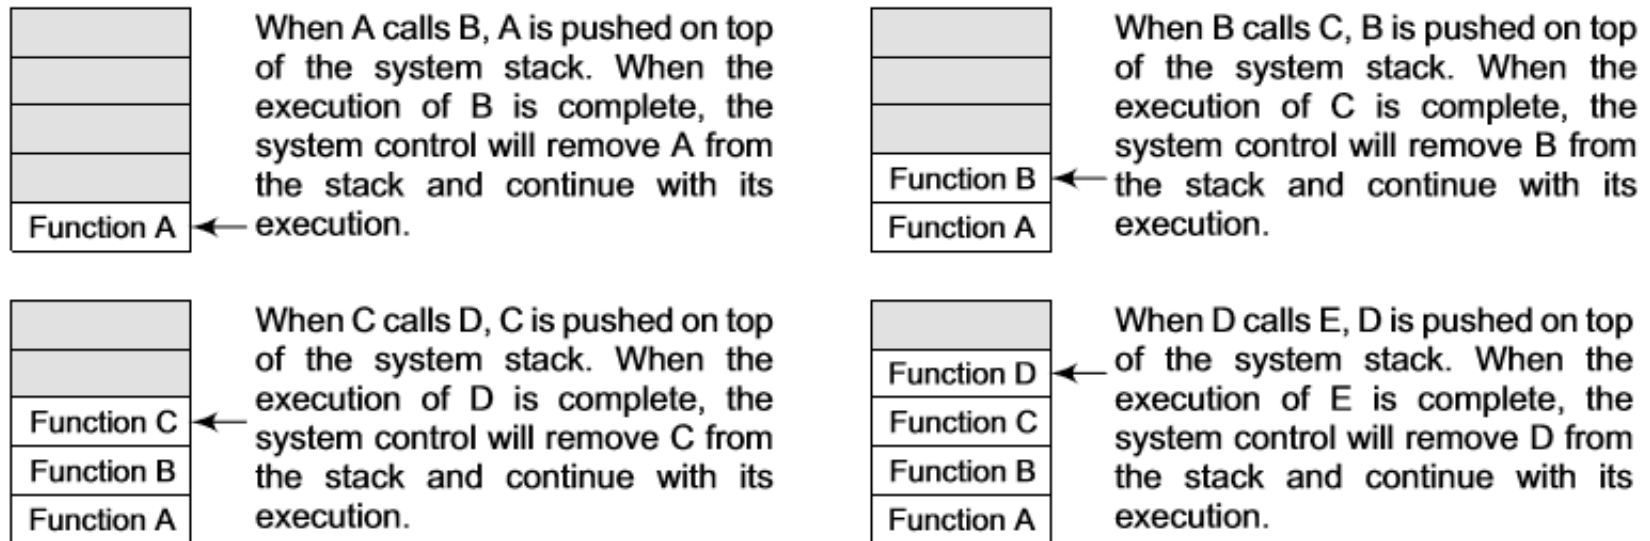 When A calls B, A is pushed on top
of the system stack. When the
execution of B is complete, the
system control will remove A from
the stack and continue with its
execution.
Function A
When B calls C, B is pushed on top
of the system stack. When the
execution of C is complete, the
system control will remove B from
the stack and continue with its
execution.
Function B
Function A
When C calls D, C is pushed on top
of the system stack. When the
execution of D is complete, the
system control will remove C from
the stack and continue with its
execution.
Function C
Function B
Function A
When D calls E, D is pushed on top
of the system stack. When the
execution of E is complete, the
system control will remove D from
the stack and continue with its
execution.
Function D
Function C
Function B
Function A